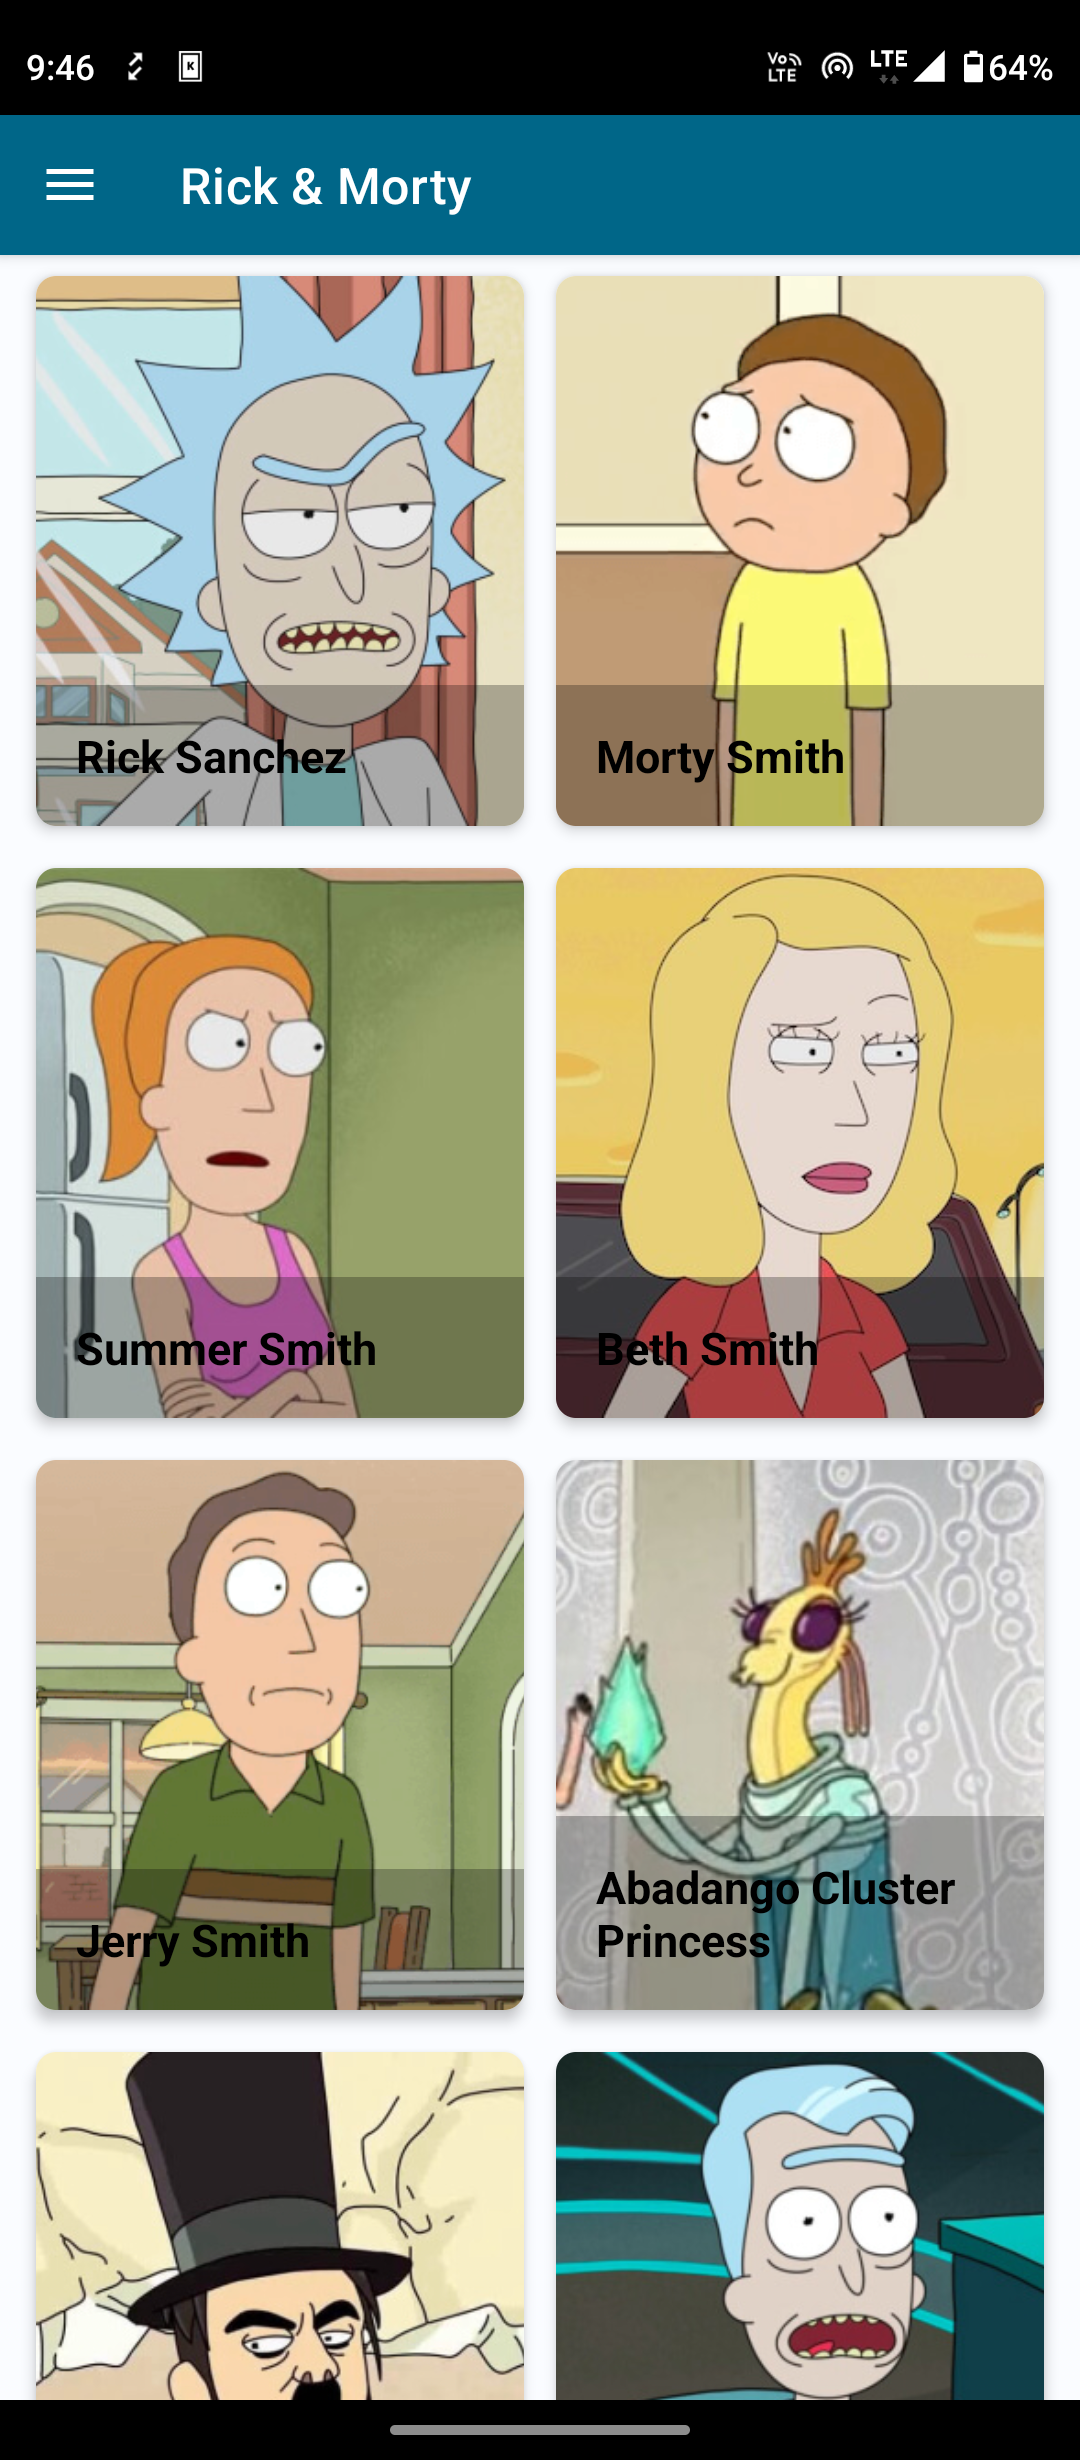 9:46 K Vo LTE LTE 64%
Rick & Morty
Rick Sanchez
Morty Smith
Summer Smith
Beth Smith
Jerry Smith
Abadango Cluster
Princess